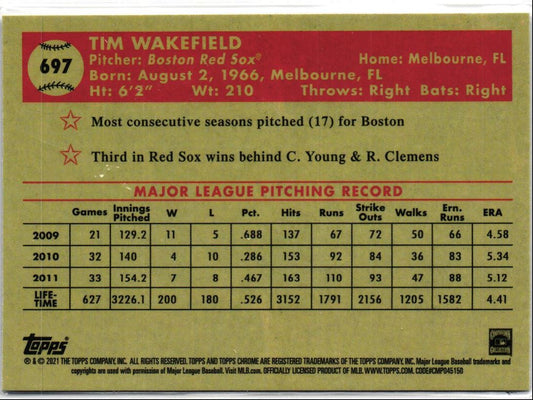 697
TIM WAKEFIELD
Pitcher: Boston Red Sox® Home: Melbourne, FL
Born: August 2, 1966, Melbourne, FL
Ht: 6'2" Wt: 210 Throws: Right Bats: Right
Most consecutive seasons pitched (17) for Boston
Third in Red Sox wins behind C. Young & R. Clemens
MAJOR LEAGUE PITCHING RECORD
Games Innings Pitched W L Pct. Hits Runs Strike Outs Walks Ern. Runs ERA
2009 21 129.2 11 5 .688 137 67 72 50 66 4.58
2010 32 140 4 10 .286 153 92 84 36 83 5.34
2011 33 154.2 7 8 .467 163 110 93 47 88 5.12
LIFE-TIME 627 3226.1 200 180 .526 3152 1791 2156 1205 1582 4.41
Topps
® & © 2021 THE TOPPS COMPANY, INC. ALL RIGHTS RESERVED. TOPPS AND TOPPS CHROME ARE REGISTERED TRADEMARKS OF THE TOPPS COMPANY, INC. Major League Baseball trademarks and
copyrights are used with permission of Major League Baseball. Visit MLB.com. OFFICIALLY LICENSED PRODUCT OF MLB. WWW.TOPPS.COM. CODE#CMP045150